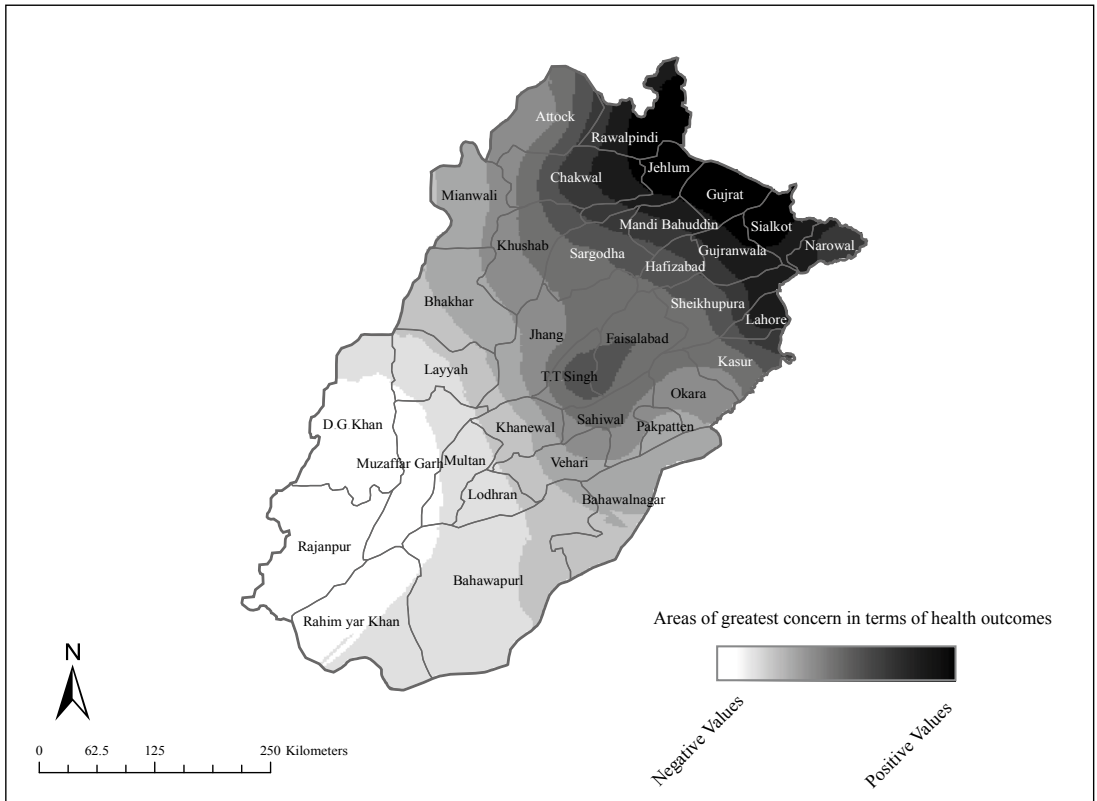 Attock
Rawalpindi
Chakwal
Jehlum
Mianwali
Gujrat
Mandi Bahuddin
Sialkot
Khushab
Sargodha
Gujranwala
Narowal
Hafizabad
Bhakhar
Sheikhupura
Lahore
Jhang
Faisalabad
Kasur
Layyah
T.T Singh
Okara
D G Khan
Khanewal
Sahiwal
Pakpatten
Muzaffar Garh
Multan
Vehari
Lodhran
Bahawalnagar
Rajanpur
Bahawapurl
Rahim yar Khan
Areas of greatest concern in terms of health outcomes
Negative Values
Positive Values
N
0 62.5 125 250 Kilometers